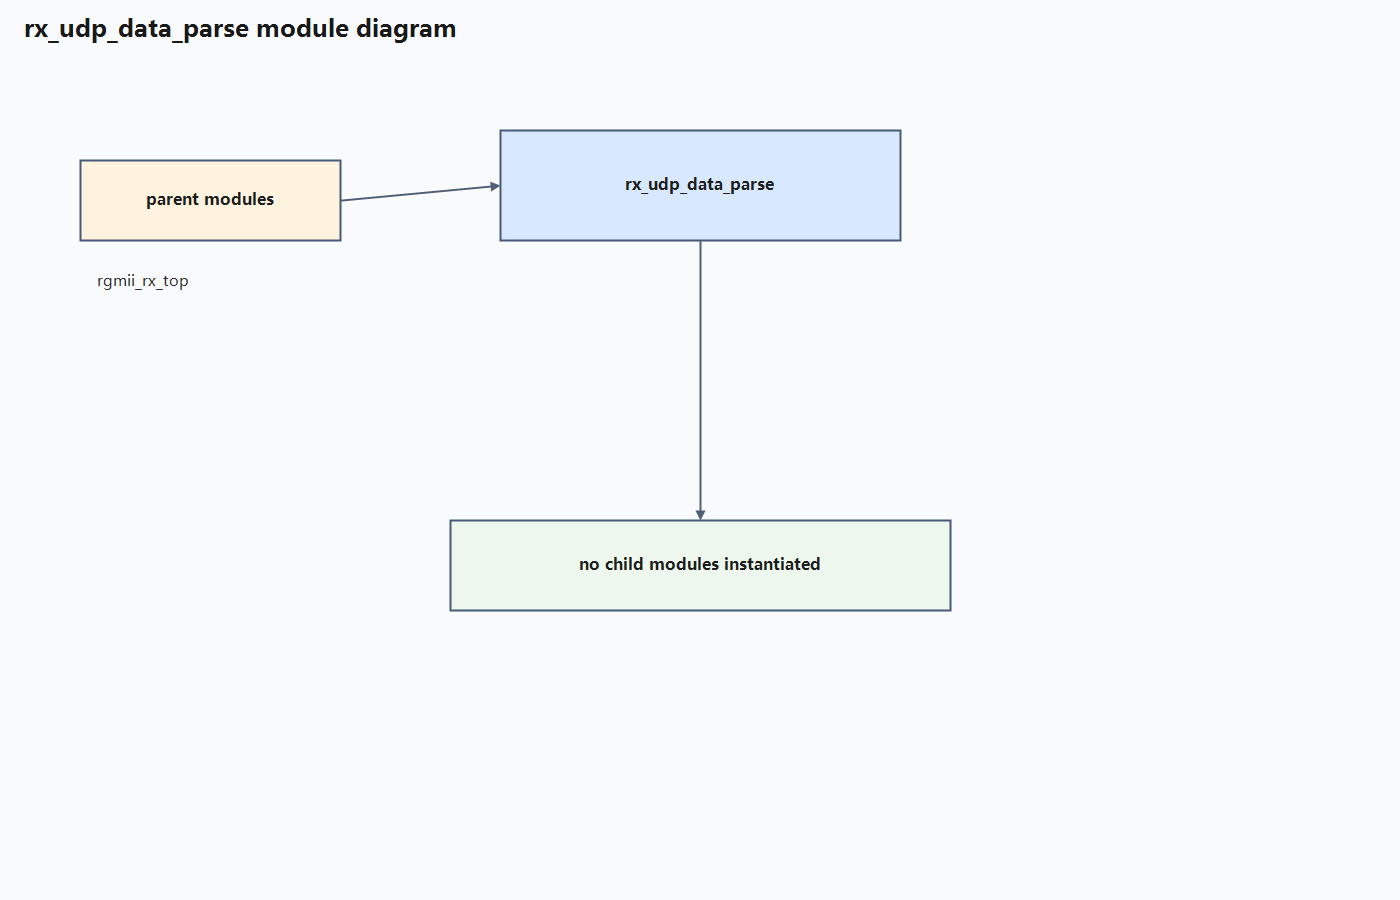 rx_udp_data_parse module diagram
rx_udp_data_parse
parent modules
rgmii_rx_top
no child modules instantiated